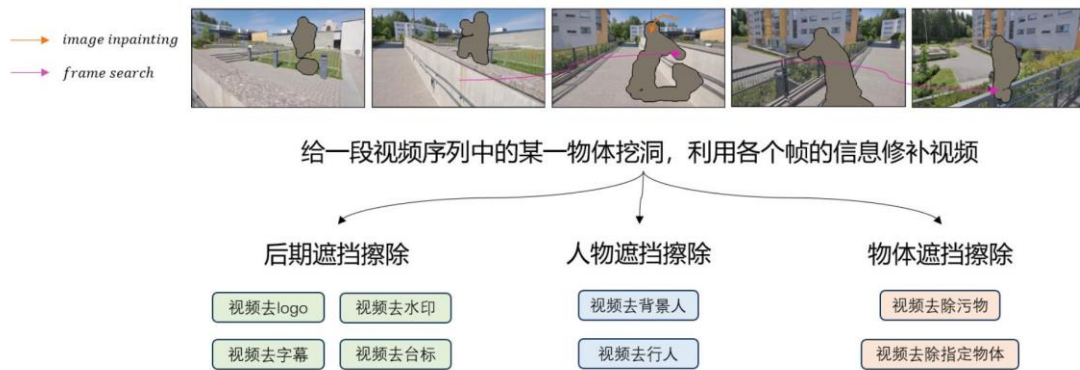 image inpainting
frame search
给一段视频序列中的某一物体挖洞，利用各个帧的信息修补视频
后期遮挡擦除
人物遮挡擦除
物体遮挡擦除
视频去logo
视频去水印
视频去背景人
视频去除污物
视频去字幕
视频去台标
视频去行人
视频去除指定物体